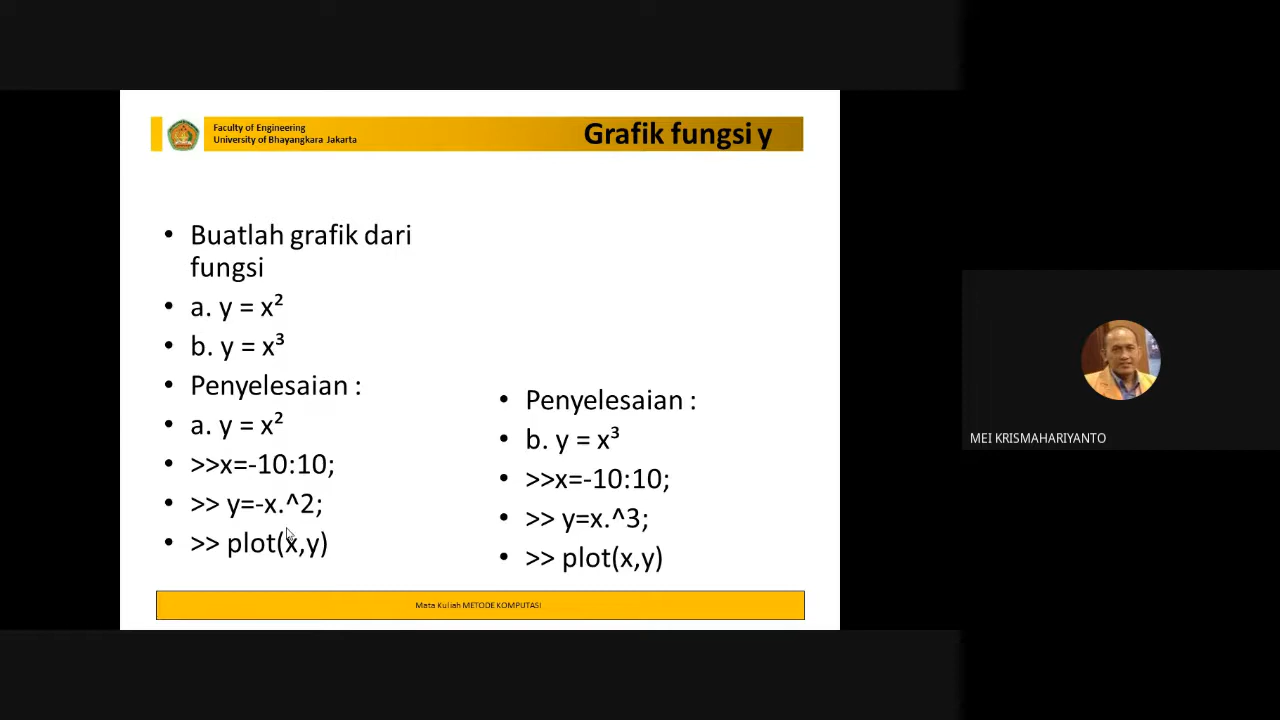 Faculty of Engineering
University of Bhayangkara Jakarta
Grafik fungsi y
• Buatlah grafik dari
fungsi
• a. y = x²
• b. y = x³
• Penyelesaian :
• a. y = x²
• >>x=-10:10;
• >> y=-x.^2;
• >> plot(x,y)
• Penyelesaian :
• b. y = x³
• >>x=-10:10;
• >> y=x.^3;
• >> plot(x,y)
Mata Kuliah METODE KOMPUTASI
MEI KRISMAHARIYANTO